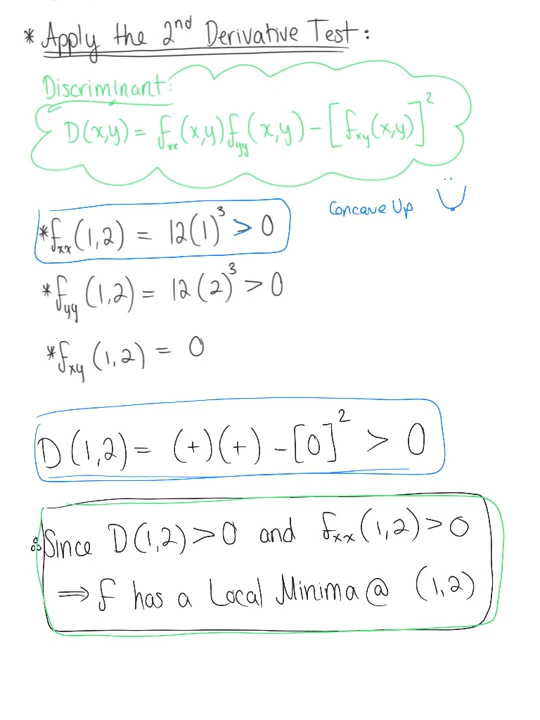 * Apply the 2nd Derivative Test:
Discriminant:
D(x,y) = fxx(x,y)fyy(x,y) - [fxy(x,y)]²
*fxx(1,2) = 12(1)³ > 0
Concave Up
*fyy(1,2) = 12(2)³ > 0
*fxy(1,2) = 0
D(1,2) = (+)(+) - [0]² > 0
∴ Since D(1,2) > 0 and fxx(1,2) > 0
⟹ f has a Local Minima @ (1,2)